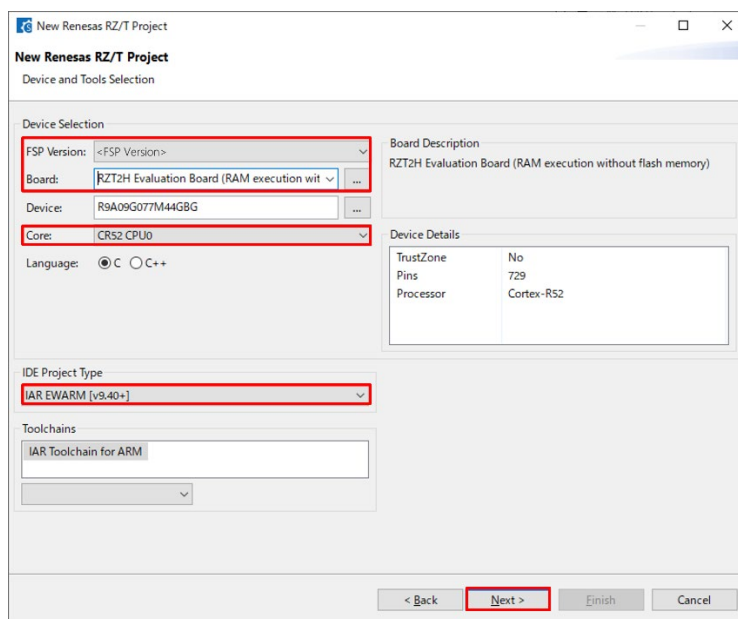 New Renesas RZ/T Project
New Renesas RZ/T Project
Device and Tools Selection
Device Selection
FSP Version: <FSP Version>
Board: RZT2H Evaluation Board (RAM execution wit ...
Device: R9A09G077M44GBG ...
Core: CR52 CPU0
Language: C C++
Board Description
RZT2H Evaluation Board (RAM execution without flash memory)
Device Details
TrustZone No
Pins 729
Processor Cortex-R52
IDE Project Type
IAR EWARM [v9.40+]
Toolchains
IAR Toolchain for ARM
< Back Next > Finish Cancel